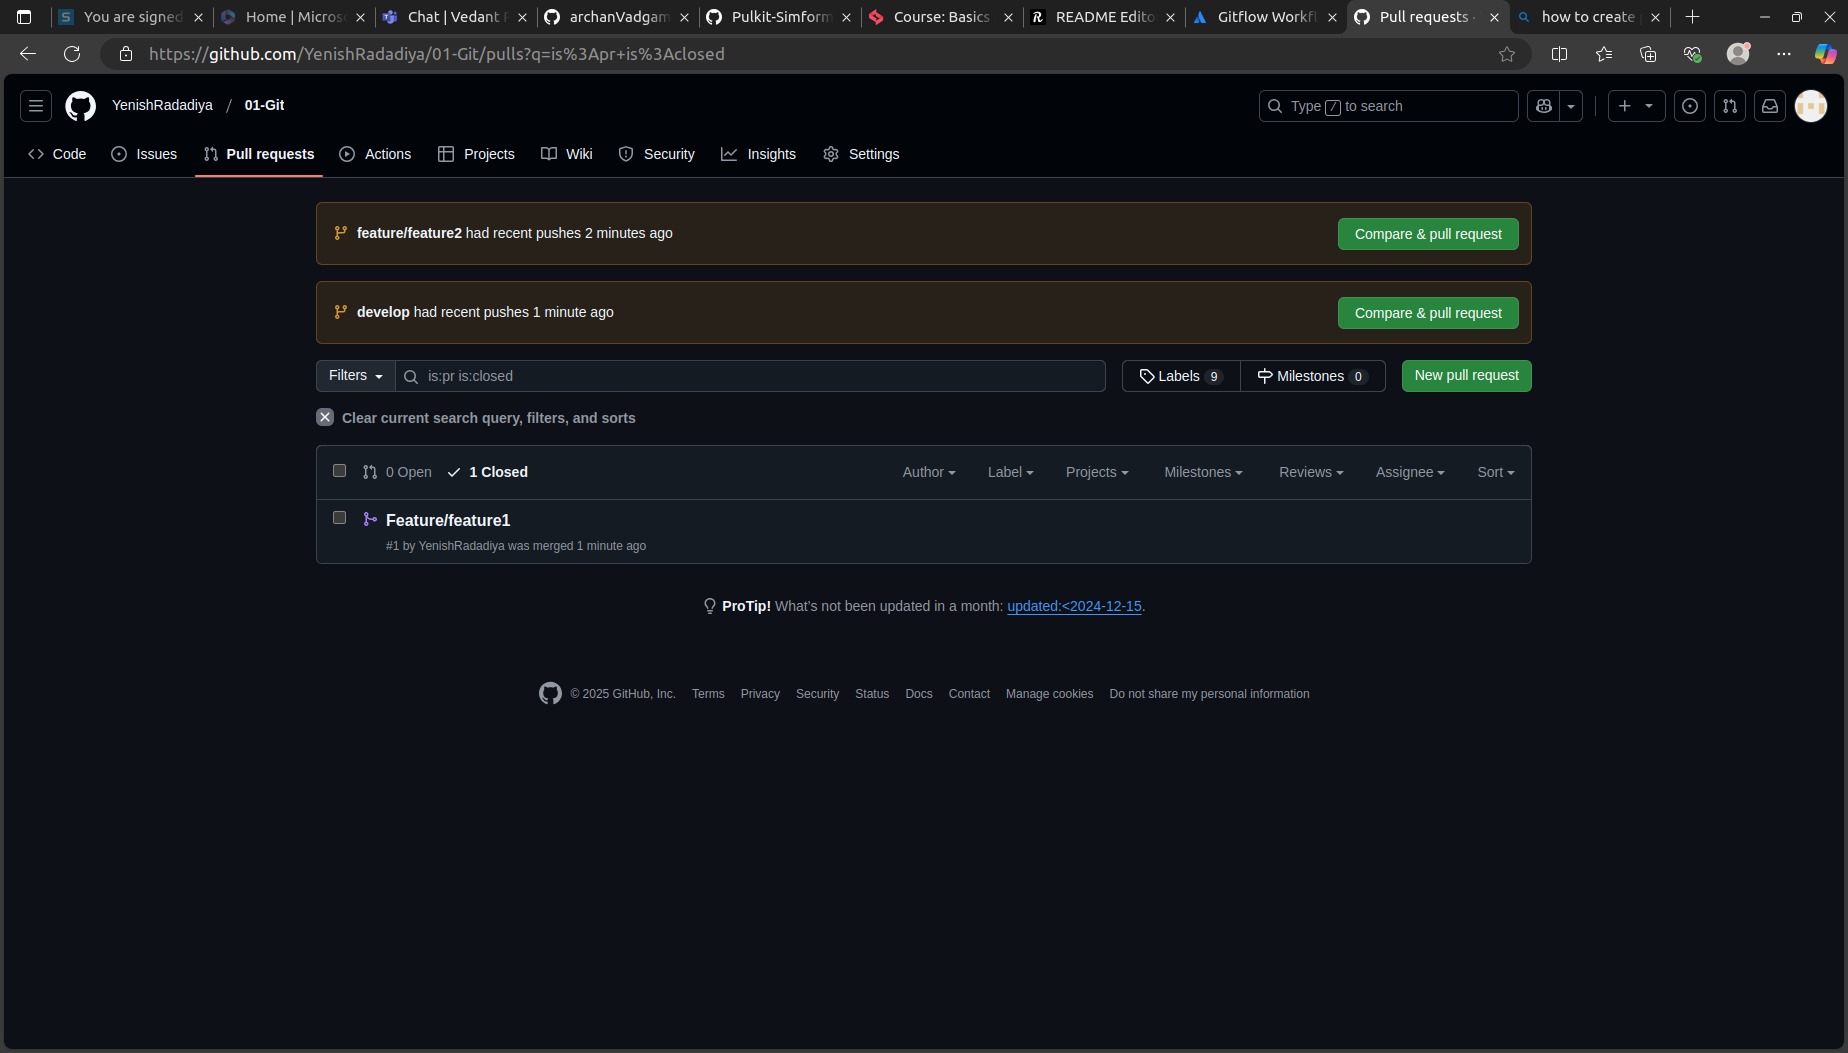 You are signed
Home | Micros
Chat | Vedant P
archanVadgam
Pulkit-Simform
Course: Basics
README Edito
Gitflow Workfl
Pull requests ·
how to create
https://github.com/YenishRadadiya/01-Git/pulls?q=is%3Apr+is%3Aclosed
YenishRadadiya / 01-Git
Type / to search
Code
Issues
Pull requests
Actions
Projects
Wiki
Security
Insights
Settings
feature/feature2 had recent pushes 2 minutes ago
Compare & pull request
develop had recent pushes 1 minute ago
Compare & pull request
Filters
is:pr is:closed
Labels 9
Milestones 0
New pull request
Clear current search query, filters, and sorts
0 Open
1 Closed
Author
Label
Projects
Milestones
Reviews
Assignee
Sort
Feature/feature1
#1 by YenishRadadiya was merged 1 minute ago
ProTip! What's not been updated in a month: updated:<2024-12-15.
© 2025 GitHub, Inc.
Terms
Privacy
Security
Status
Docs
Contact
Manage cookies
Do not share my personal information